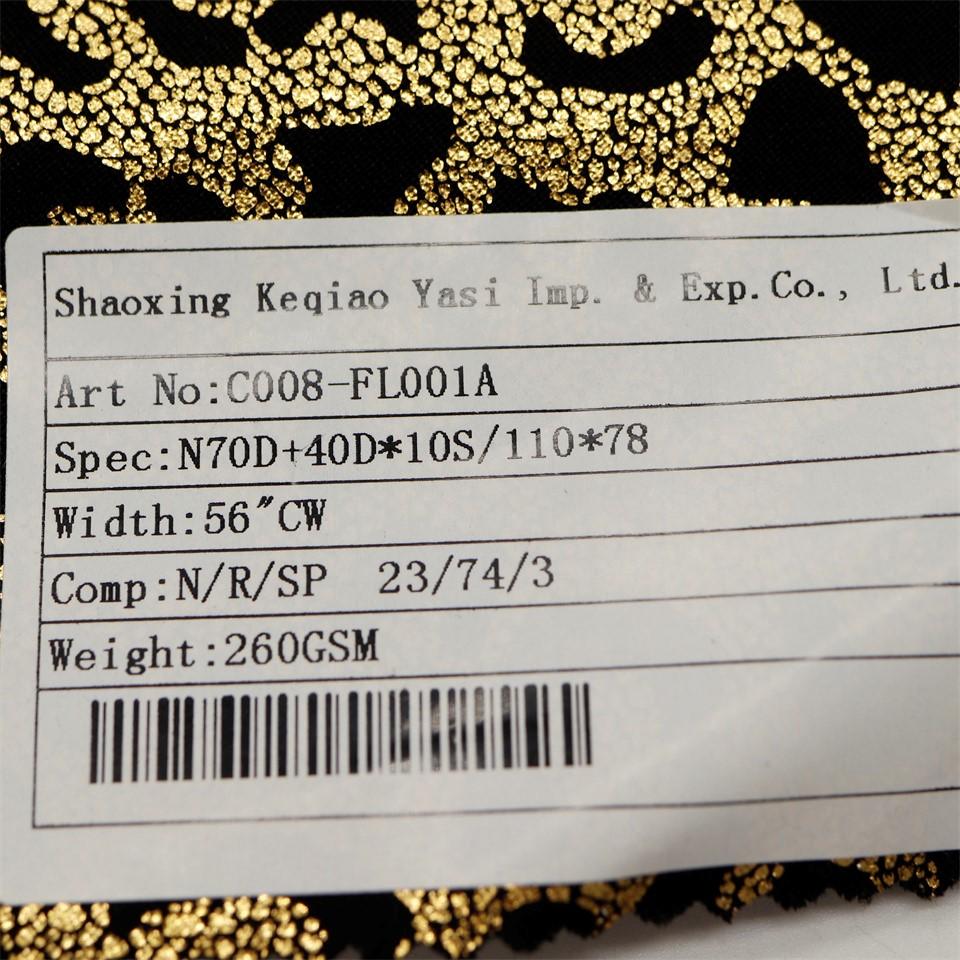 Shaoxing Keqiao Yasi Imp. & Exp.Co., Ltd.
Art No:C008-FL001A
Spec:N70D+40D*10S/110*78
Width:56"CW
Comp:N/R/SP 23/74/3
Weight:260GSM